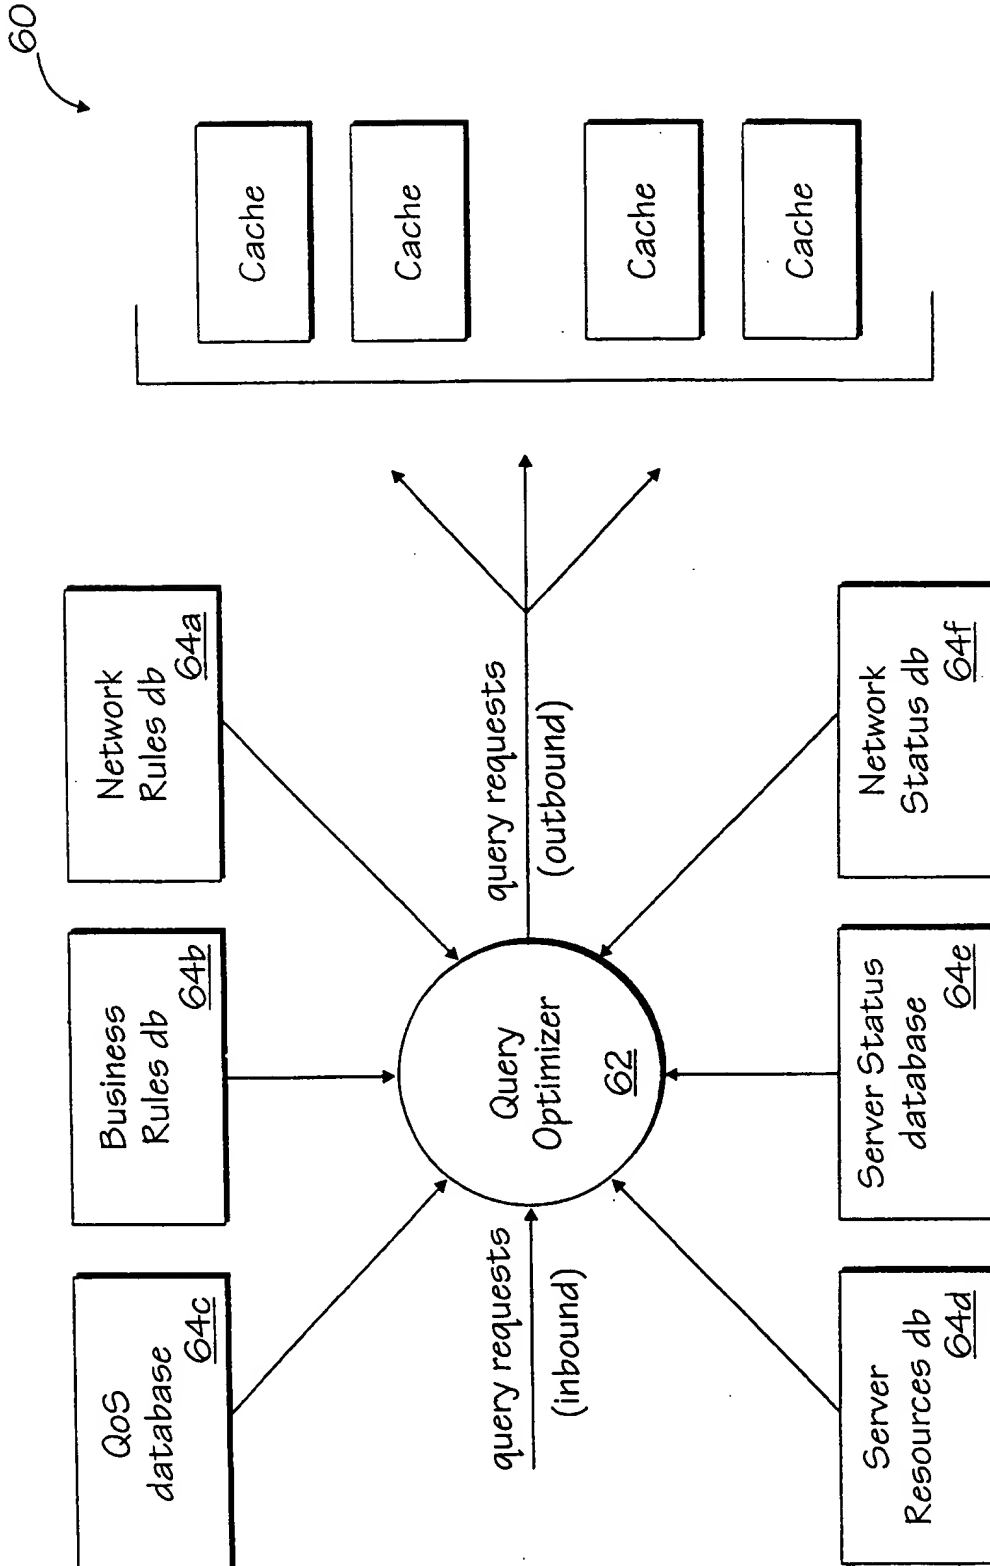 60
QoS
database
64c
Business
Rules db
64b
Network
Rules db
64a
query requests
(inbound)
Query
Optimizer
62
query requests
(outbound)
Cache
Cache
Cache
Cache
Server
Resources db
64d
Server Status
database
64e
Network
Status db
64f